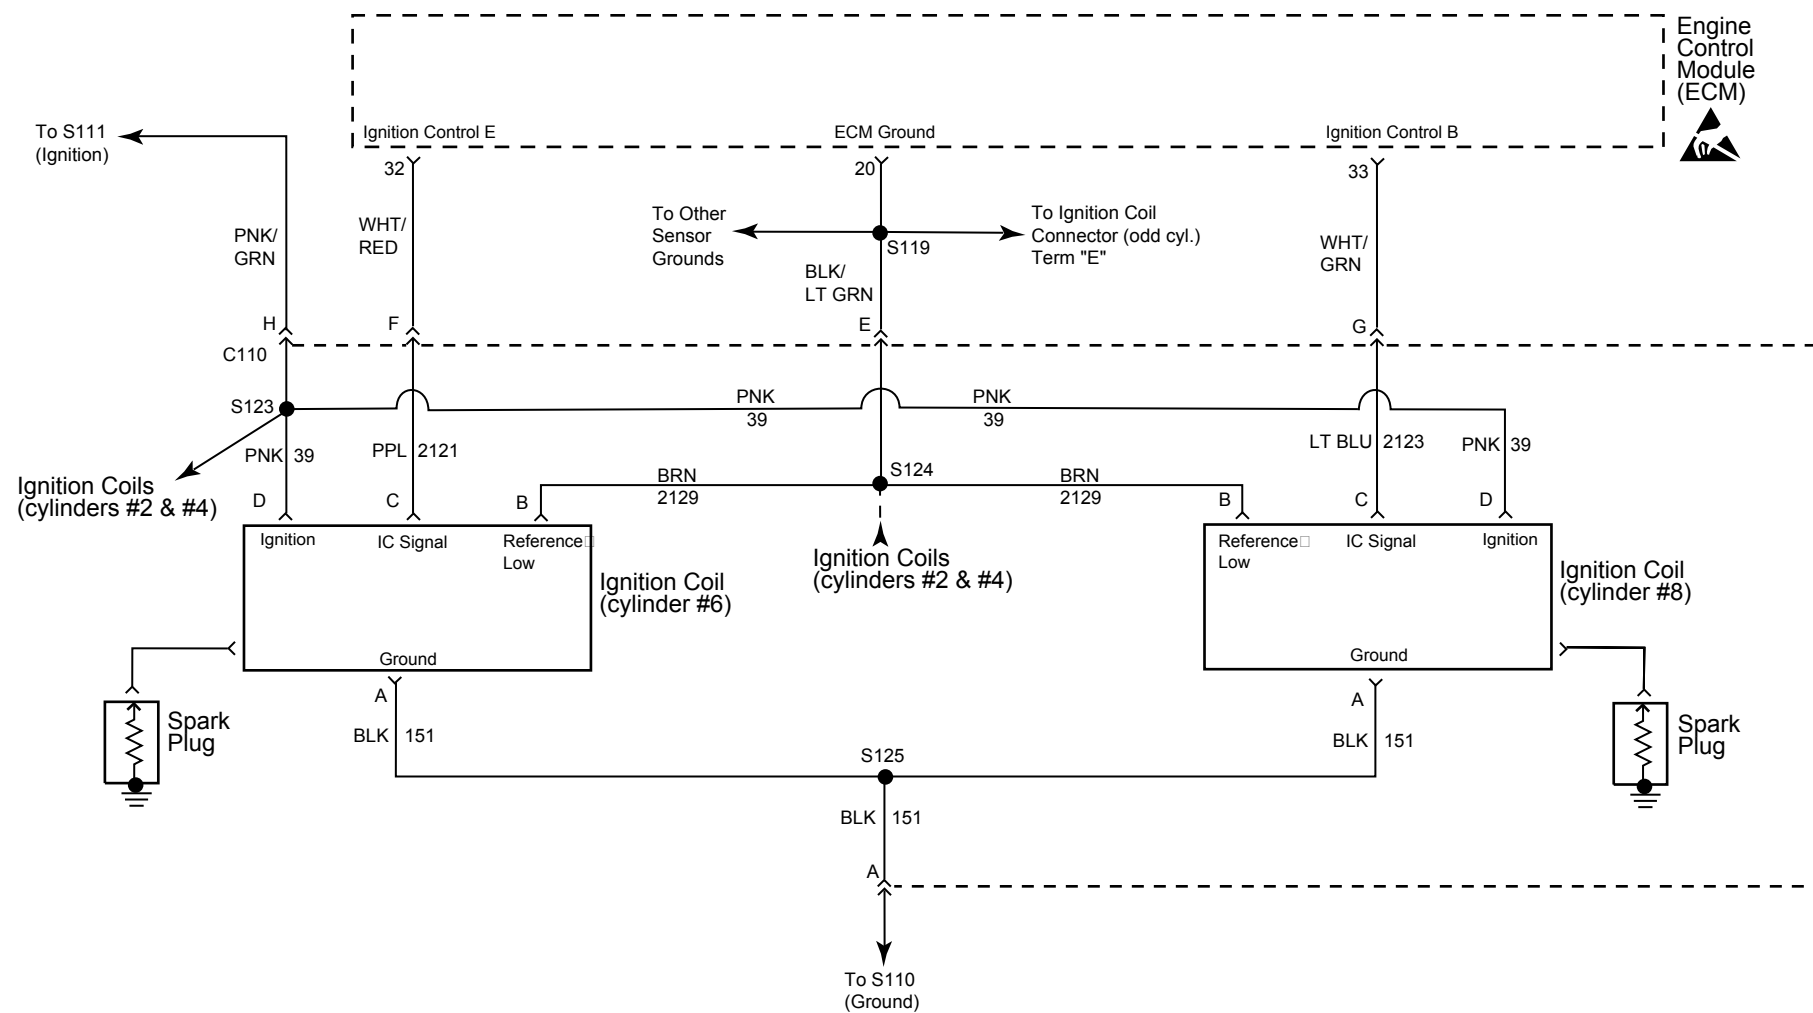 Engine
Control
Module
(ECM)
To S111
(Ignition)
Ignition Control E
ECM Ground
Ignition Control B
32
20
33
PNK/
GRN
WHT/
RED
To Other
Sensor
Grounds
S119
To Ignition Coil
Connector (odd cyl.)
Term "E"
BLK/
LT GRN
WHT/
GRN
H
F
E
G
C110
S123
PNK
39
PNK
39
PNK 39
PPL 2121
LT BLU 2123
PNK 39
Ignition Coils
(cylinders #2 & #4)
BRN
2129
S124
BRN
2129
D
C
B
B
C
D
Ignition
IC Signal
Reference
Low
Ignition Coils
(cylinders #2 & #4)
Reference
Low
IC Signal
Ignition
Ignition Coil
(cylinder #6)
Ignition Coil
(cylinder #8)
Ground
Ground
A
A
Spark
Plug
BLK 151
BLK 151
Spark
Plug
S125
BLK 151
A
To S110
(Ground)